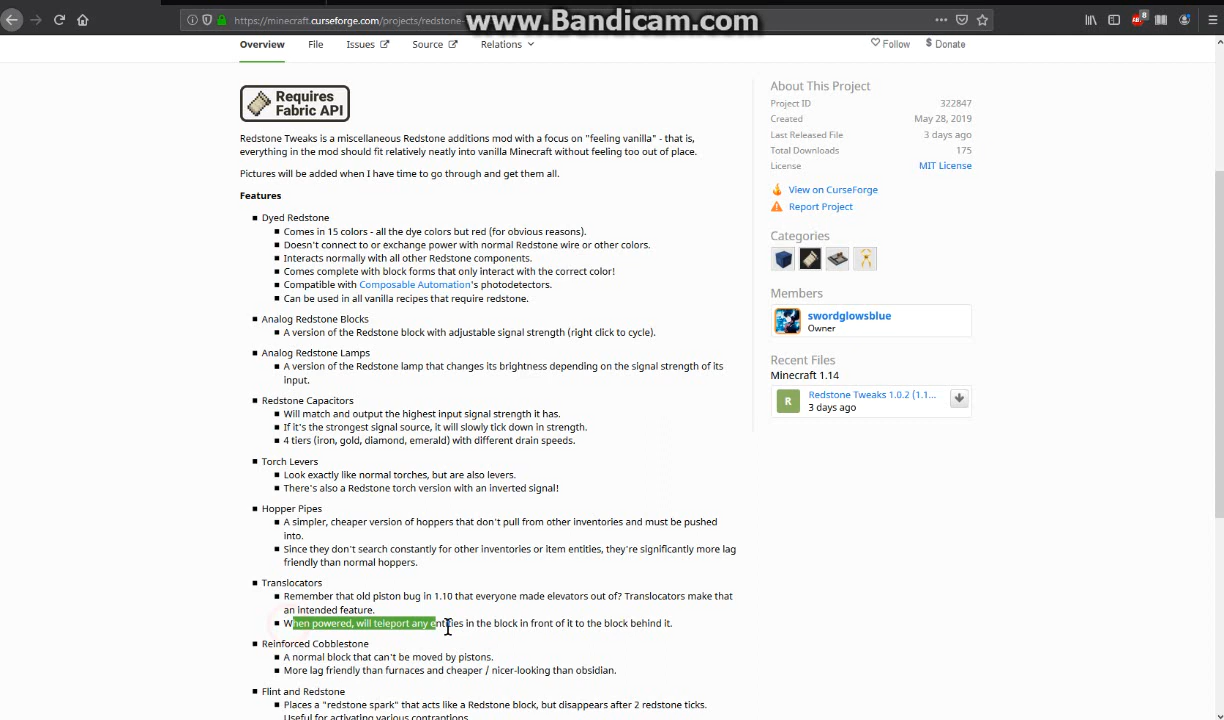 https://minecraft.curseforge.com/projects/redstone-
www.Bandicam.com
8
Overview File Issues Source Relations Follow Donate
Requires
Fabric API
Redstone Tweaks is a miscellaneous Redstone additions mod with a focus on "feeling vanilla" - that is,
everything in the mod should fit relatively neatly into vanilla Minecraft without feeling too out of place.
Pictures will be added when I have time to go through and get them all.
Features
Dyed Redstone
Comes in 15 colors - all the dye colors but red (for obvious reasons).
Doesn't connect to or exchange power with normal Redstone wire or other colors.
Interacts normally with all other Redstone components.
Comes complete with block forms that only interact with the correct color!
Compatible with Composable Automation's photodetectors.
Can be used in all vanilla recipes that require redstone.
Analog Redstone Blocks
A version of the Redstone block with adjustable signal strength (right click to cycle).
Analog Redstone Lamps
A version of the Redstone lamp that changes its brightness depending on the signal strength of its
input.
Redstone Capacitors
Will match and output the highest input signal strength it has.
If it's the strongest signal source, it will slowly tick down in strength.
4 tiers (iron, gold, diamond, emerald) with different drain speeds.
Torch Levers
Look exactly like normal torches, but are also levers.
There's also a Redstone torch version with an inverted signal!
Hopper Pipes
A simpler, cheaper version of hoppers that don't pull from other inventories and must be pushed
into.
Since they don't search constantly for other inventories or item entities, they're significantly more lag
friendly than normal hoppers.
Translocators
Remember that old piston bug in 1.10 that everyone made elevators out of? Translocators make that
an intended feature.
When powered, will teleport any entities in the block in front of it to the block behind it.
Reinforced Cobblestone
A normal block that can't be moved by pistons.
More lag friendly than furnaces and cheaper / nicer-looking than obsidian.
Flint and Redstone
Places a "redstone spark" that acts like a Redstone block, but disappears after 2 redstone ticks.
Useful for activating various contraptions.
About This Project
Project ID 322847
Created May 28, 2019
Last Released File 3 days ago
Total Downloads 175
License MIT License
View on CurseForge
Report Project
Categories
Members
swordglowsblue
Owner
Recent Files
Minecraft 1.14
R
Redstone Tweaks 1.0.2 (1.1...
3 days ago